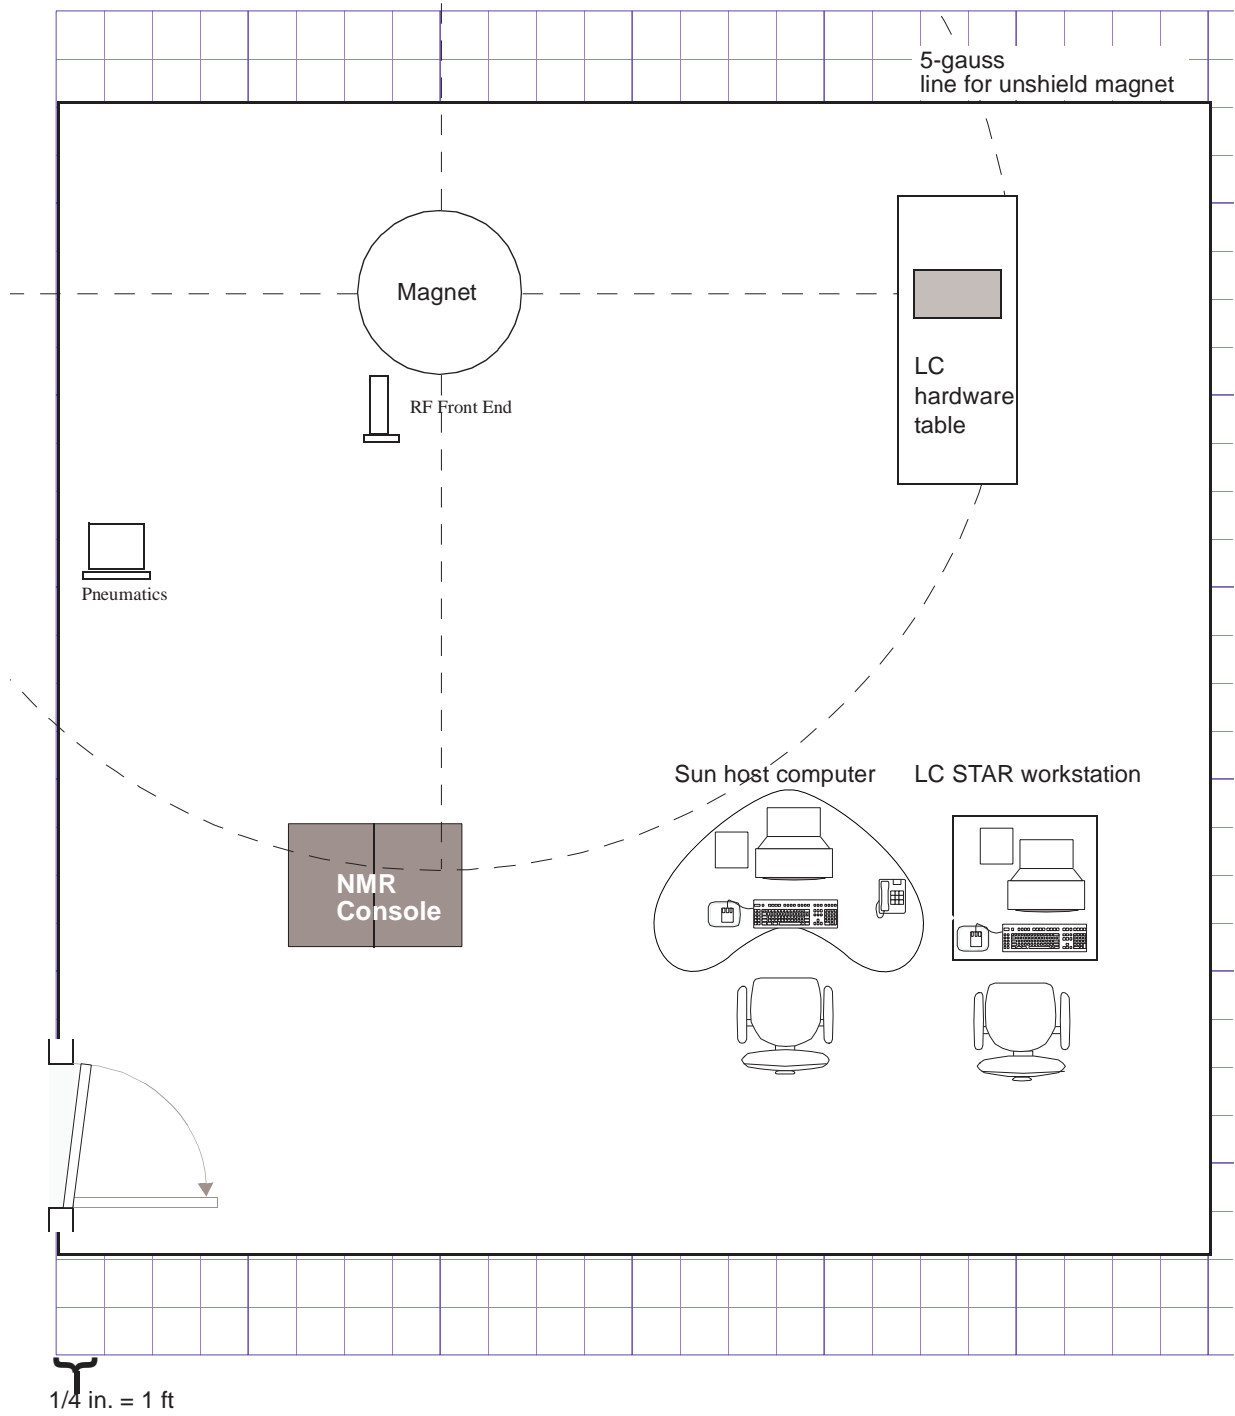 5-gauss
line for unshield magnet
Magnet
LC
hardware
table
RF Front End
Pneumatics
Sun host computer
LC STAR workstation
NMR
Console
1/4 in. = 1 ft